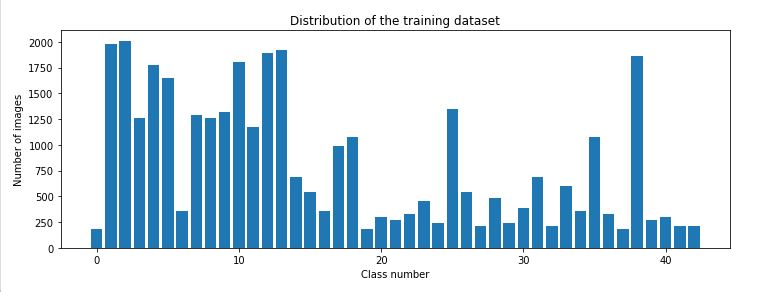 Distribution of the training dataset
Number of images
2000
1750
1500
1250
1000
750
500
250
0
0 10 20 30 40
Class number